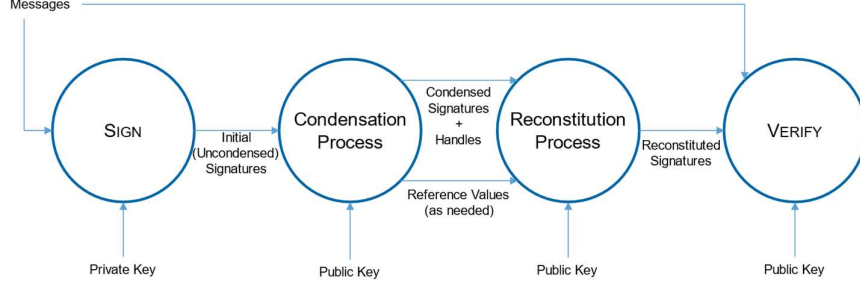 Messages
SIGN
Initial
(Uncondensed)
Signatures
Condensation
Process
Condensed
Signatures
+
Handles
Reference Values
(as needed)
Reconstitution
Process
Reconstituted
Signatures
VERIFY
Private Key
Public Key
Public Key
Public Key